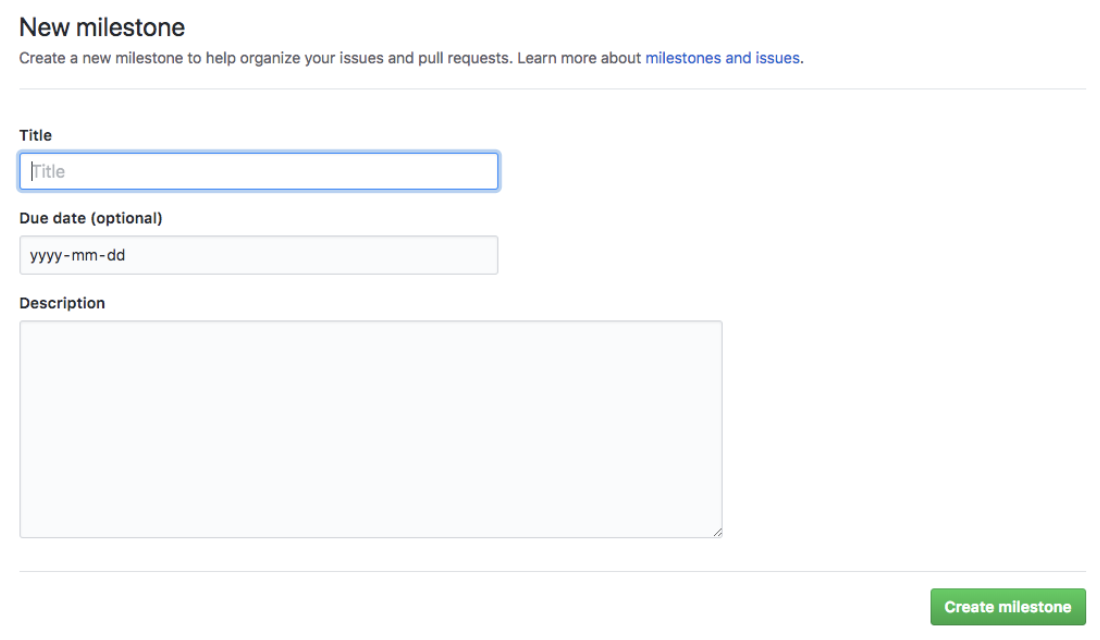 New milestone
Create a new milestone to help organize your issues and pull requests. Learn more about milestones and issues.
Title
Title
Due date (optional)
yyyy-mm-dd
Description
Create milestone